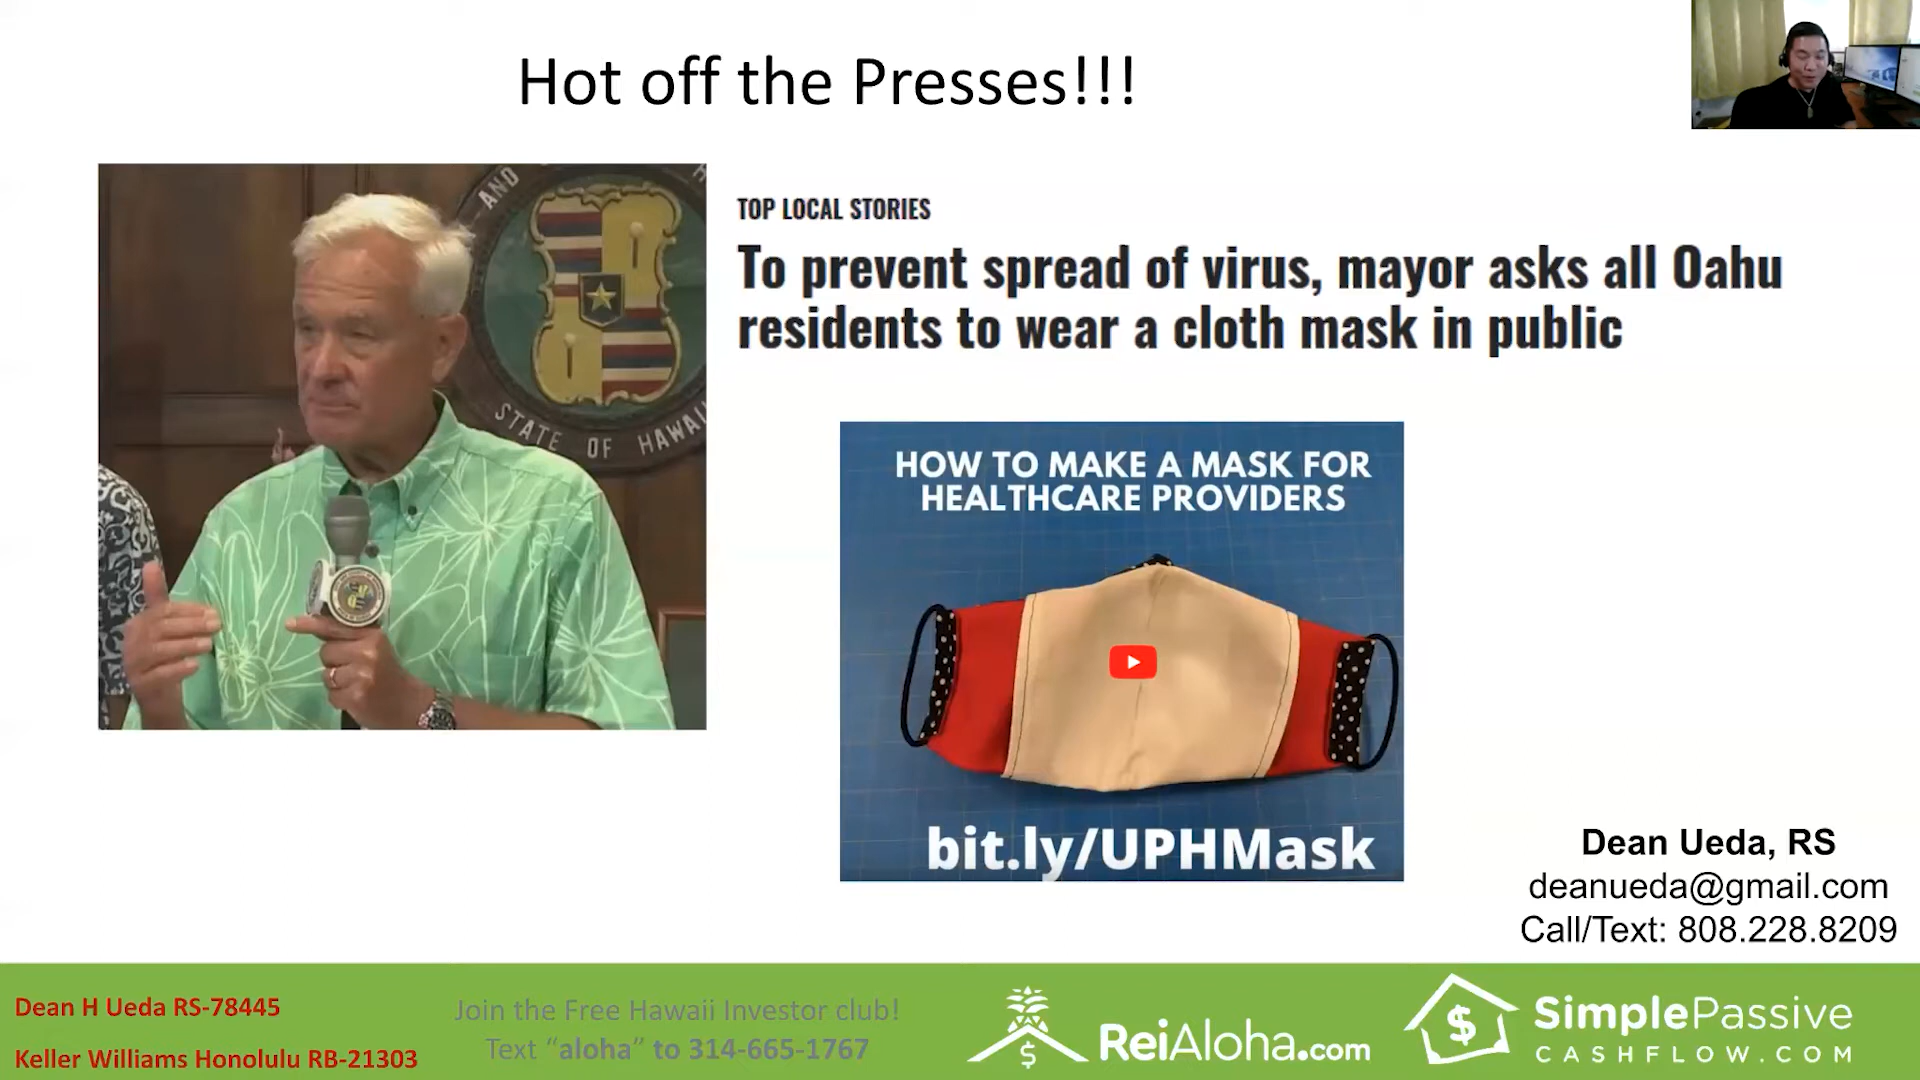 Hot off the Presses!!!
AND
STATE OF HAWAII
TOP LOCAL STORIES
To prevent spread of virus, mayor asks all Oahu
residents to wear a cloth mask in public
HOW TO MAKE A MASK FOR
HEALTHCARE PROVIDERS
bit.ly/UPHMask
Dean Ueda, RS
deanueda@gmail.com
Call/Text: 808.228.8209
Dean H Ueda RS-78445
Keller Williams Honolulu RB-21303
Join the Free Hawaii Investor club!
Text “aloha” to 314-665-1767
ReiAloha.com
SimplePassive
CASHFLOW.COM